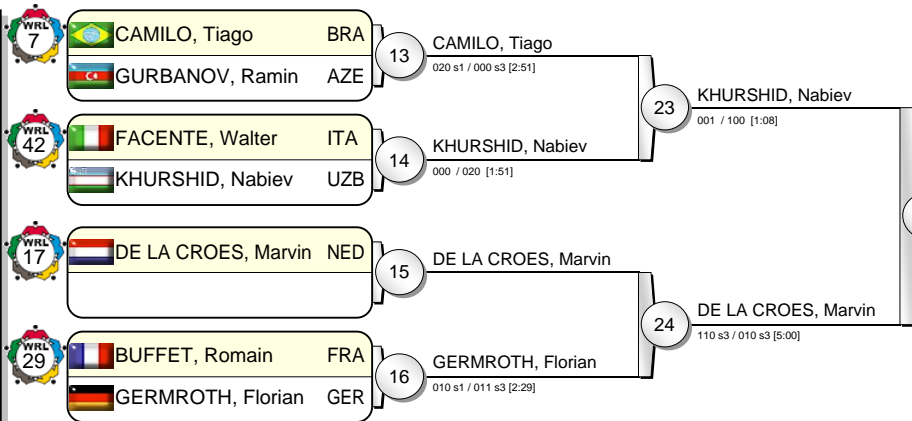 WRL
7
CAMILO, Tiago BRA
GURBANOV, Ramin AZE
13
CAMILO, Tiago
020 s1 / 000 s3 [2:51]
WRL
42
FACENTE, Walter ITA
KHURSHID, Nabiev UZB
14
KHURSHID, Nabiev
000 / 020 [1:51]
23
KHURSHID, Nabiev
001 / 100 [1:08]
WRL
17
DE LA CROES, Marvin NED
15
DE LA CROES, Marvin
WRL
29
BUFFET, Romain FRA
GERMROTH, Florian GER
16
GERMROTH, Florian
010 s1 / 011 s3 [2:29]
24
DE LA CROES, Marvin
110 s3 / 010 s3 [5:00]